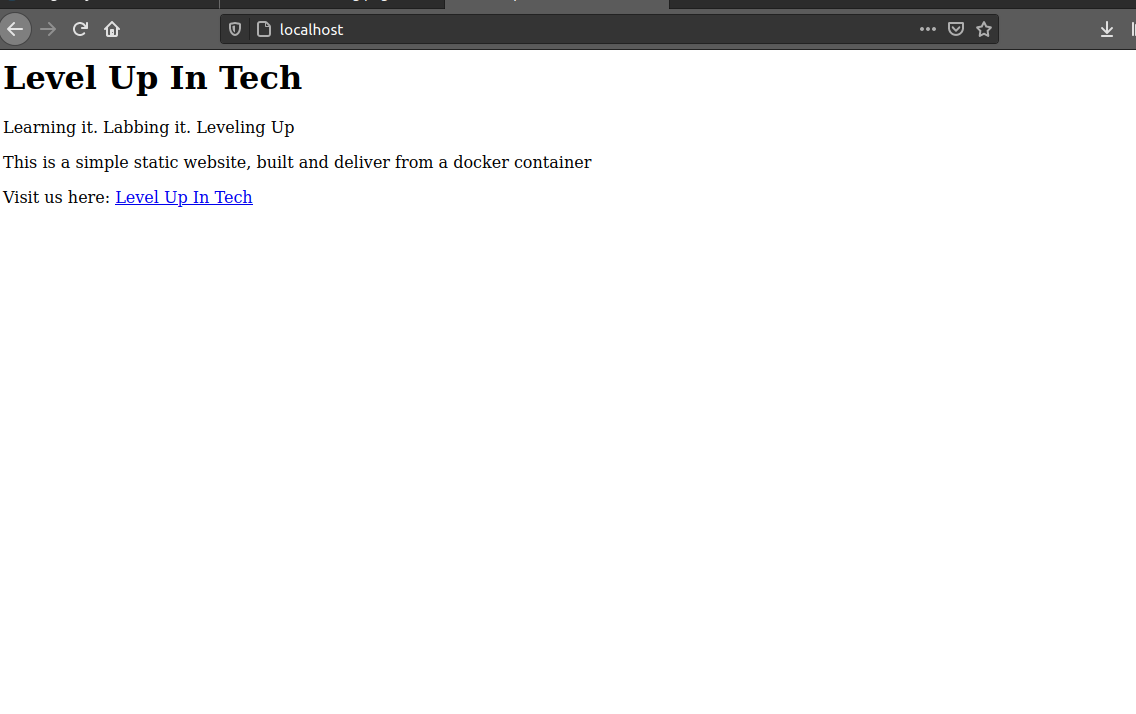 localhost
Level Up In Tech
Learning it. Labbing it. Leveling Up
This is a simple static website, built and deliver from a docker container
Visit us here: Level Up In Tech